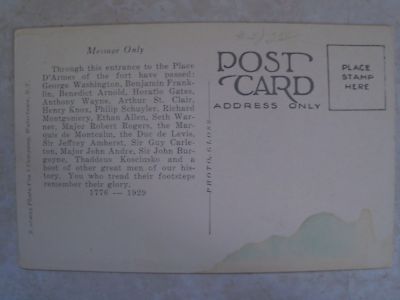 Message Only
Through this entrance to the Place
D'Armes of the fort have passed:
George Washington, Benjamin Frank-
lin, Benedict Arnold, Horatio Gates,
Anthony Wayne, Arthur St. Clair,
Henry Knox, Philip Schuyler, Richard
Montgomery, Ethan Allen, Seth War-
ner, Major Robert Rogers, the Mar-
quis de Montcalm, the Duc de Levis,
Sir Jeffrey Amherst, Sir Guy Carle-
ton, Major John Andre, Sir John Bur-
goyne, Thaddeus Kosciusko and a
host of other great men of our his-
tory. You who tread their footsteps
remember their glory.
1776 — 1929
PHOTO, GLOSS
POST
CARD
ADDRESS ONLY
PLACE
STAMP
HERE